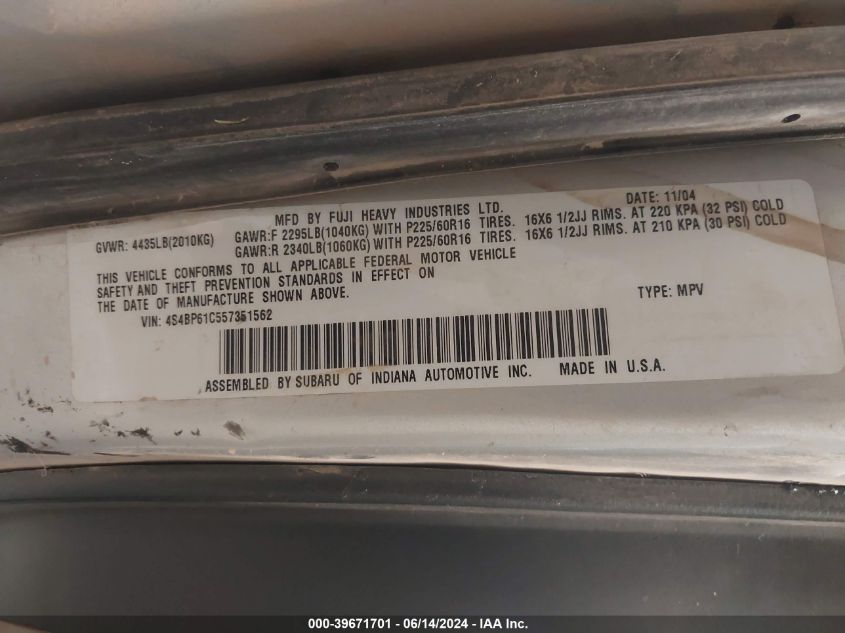 MFD BY FUJI HEAVY INDUSTRIES LTD. DATE: 11/04
GVWR: 4435LB(2010KG) GAWR:F 2295LB(1040KG) WITH P225/60R16 TIRES. 16X6 1/2JJ RIMS. AT 220 KPA (32 PSI) COLD
GAWR:R 2340LB(1060KG) WITH P225/60R16 TIRES. 16X6 1/2JJ RIMS. AT 210 KPA (30 PSI) COLD
THIS VEHICLE CONFORMS TO ALL APPLICABLE FEDERAL MOTOR VEHICLE
SAFETY AND THEFT PREVENTION STANDARDS IN EFFECT ON
THE DATE OF MANUFACTURE SHOWN ABOVE. TYPE: MPV
VIN: 4S4BP61C557351562
ASSEMBLED BY SUBARU OF INDIANA AUTOMOTIVE INC. MADE IN U.S.A.
000-39671701 - 06/14/2024 - IAA Inc.